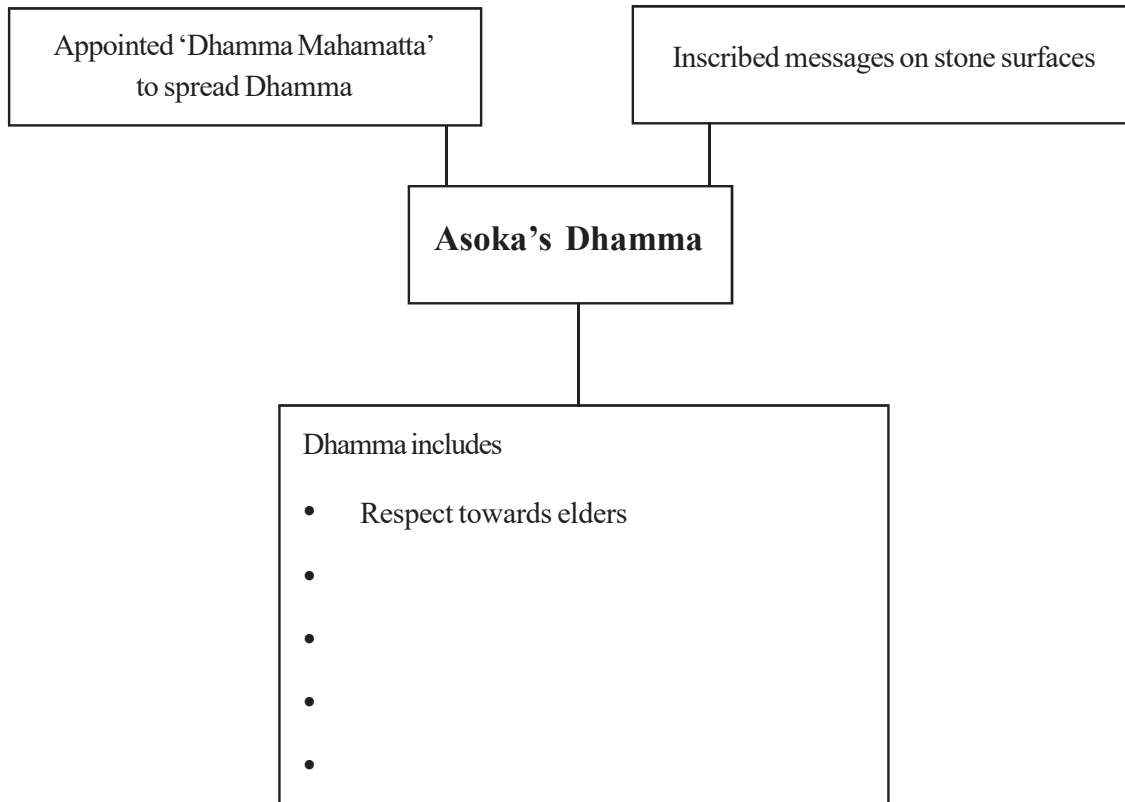 Appointed ‘Dhamma Mahamatta’
to spread Dhamma
Inscribed messages on stone surfaces
Asoka’s Dhamma
Dhamma includes
• Respect towards elders
•
•
•
•